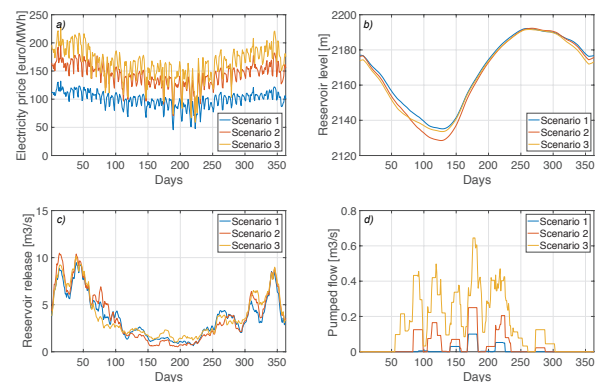 a)
Electricity price [euro/MWh]
250
200
150
100
50
0
50 100 150 200 250 300 350
Days
Scenario 1
Scenario 2
Scenario 3
b)
Reservoir level [m]
2200
2180
2160
2140
2120
50 100 150 200 250 300 350
Days
Scenario 1
Scenario 2
Scenario 3
c)
Reservoir release [m3/s]
15
10
5
0
50 100 150 200 250 300 350
Days
Scenario 1
Scenario 2
Scenario 3
d)
Pumped flow [m3/s]
0.8
0.6
0.4
0.2
0
50 100 150 200 250 300 350
Days
Scenario 1
Scenario 2
Scenario 3